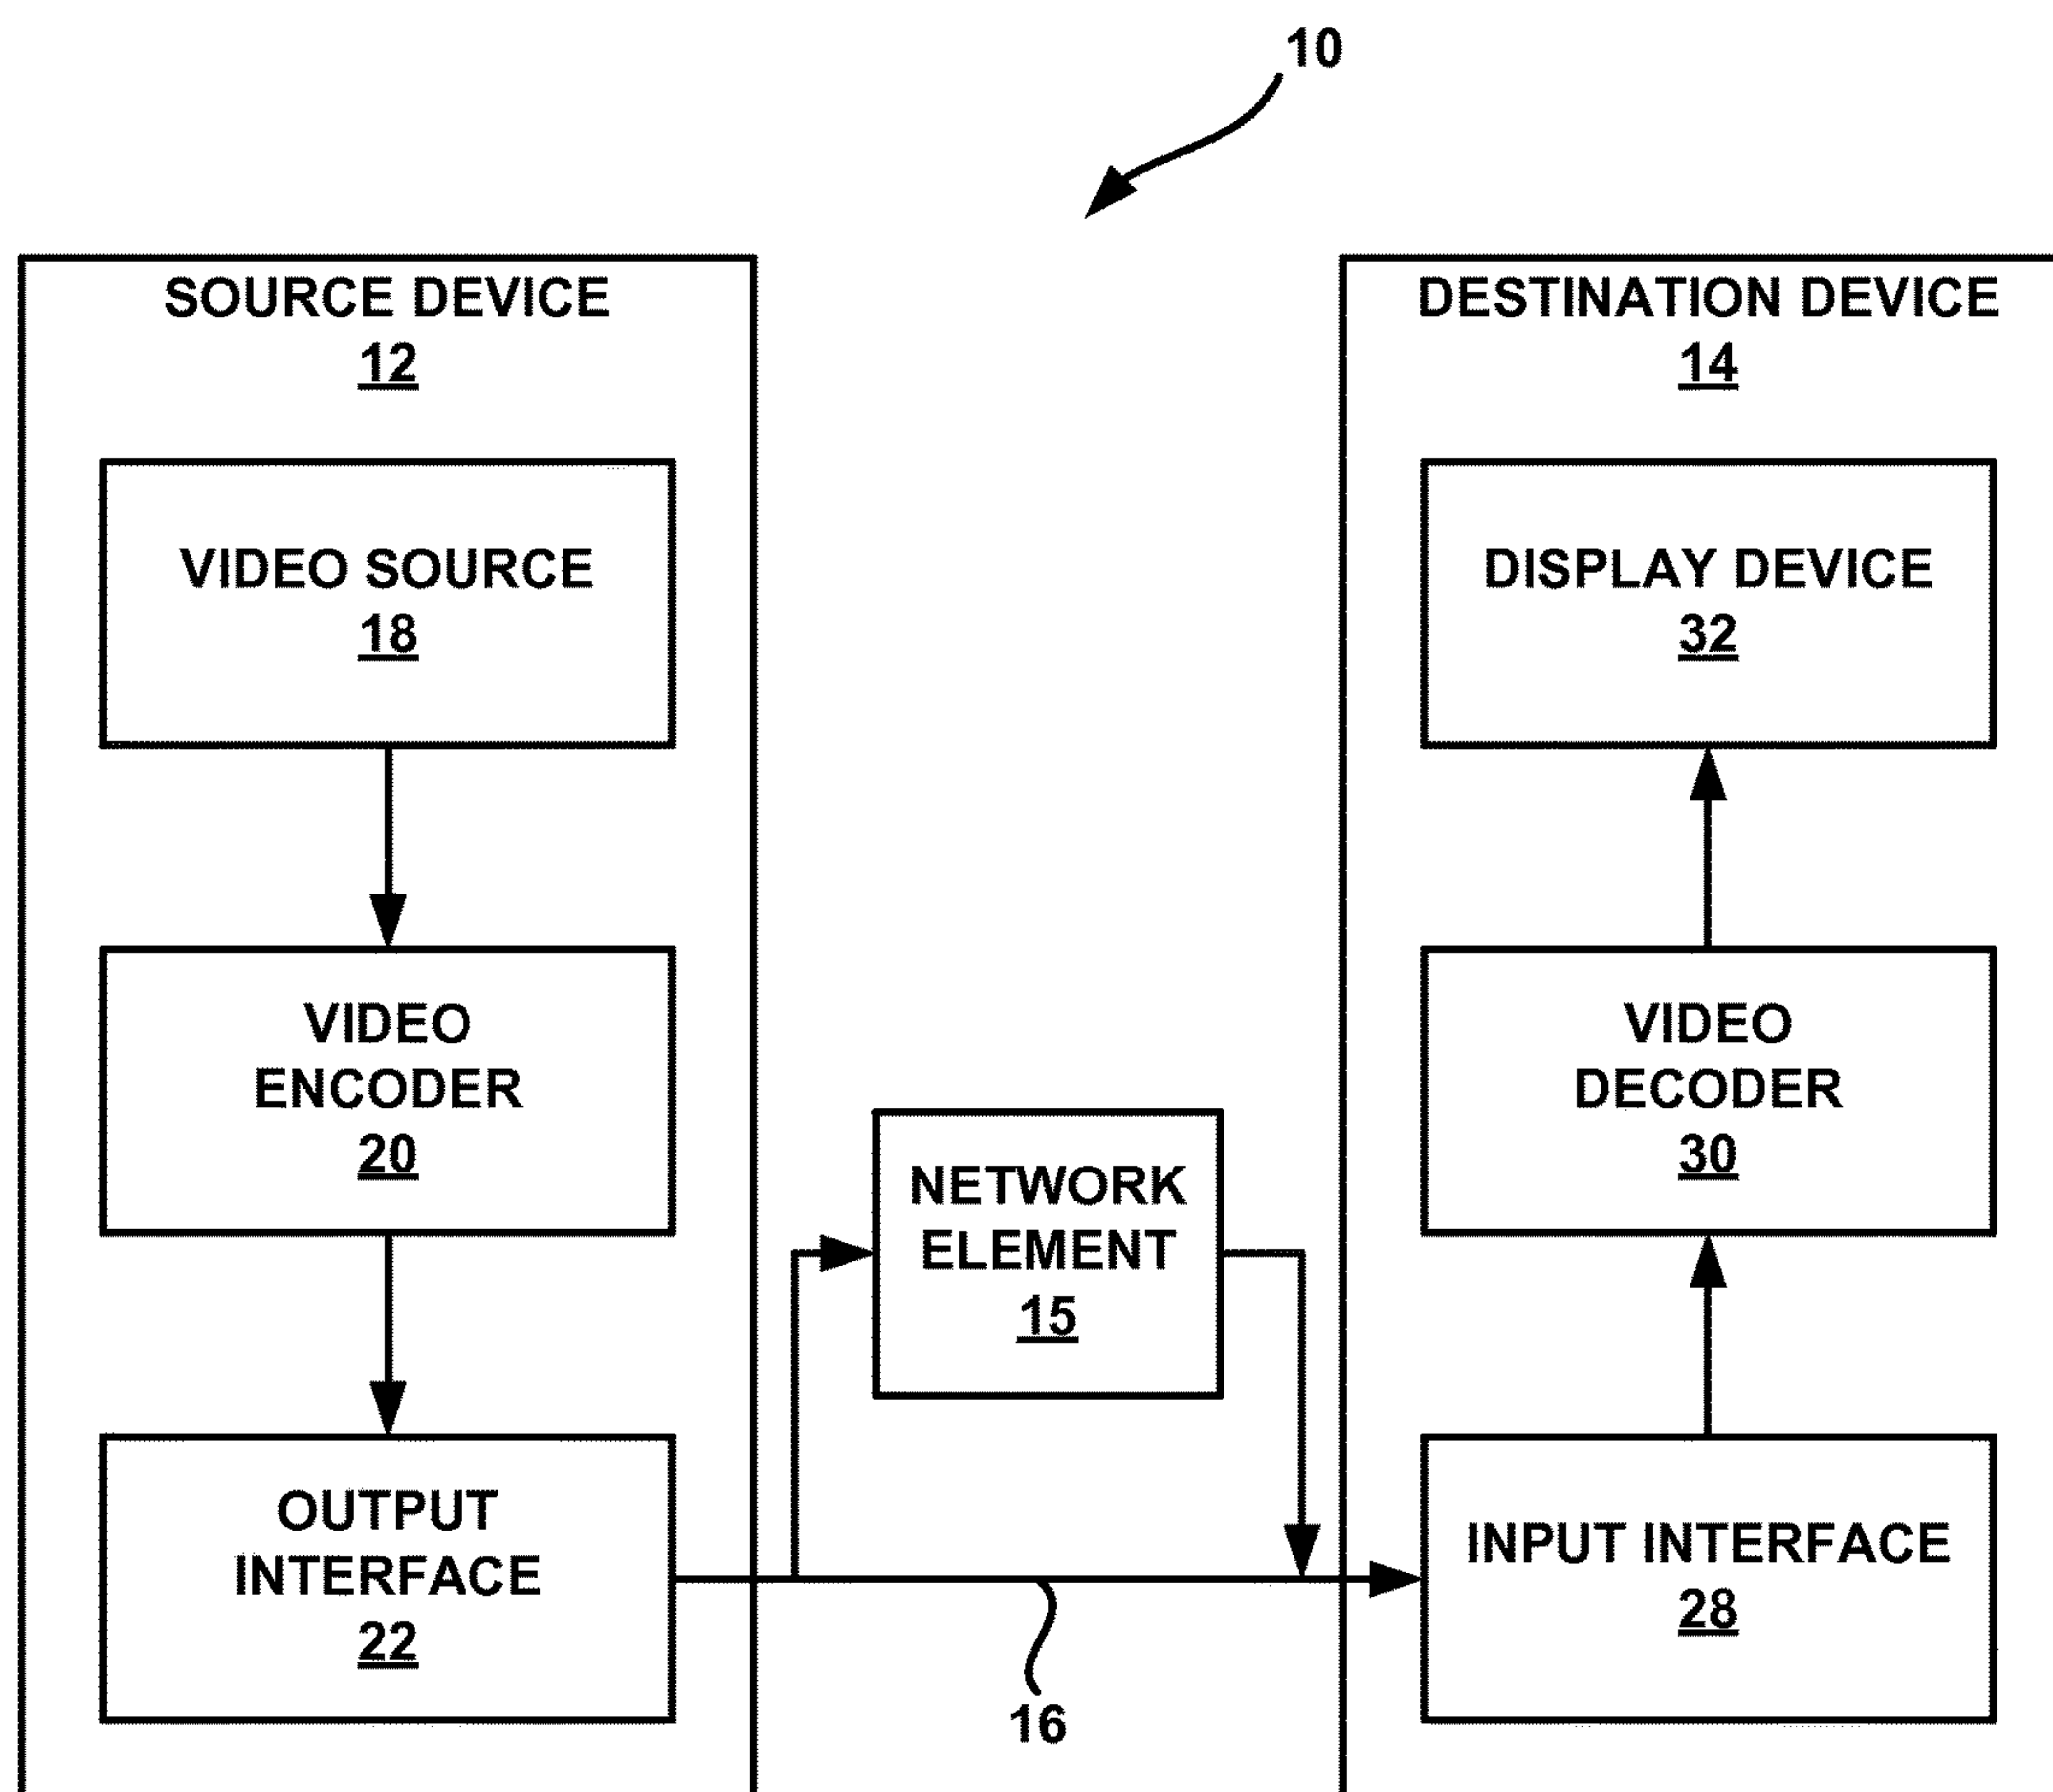 10
SOURCE DEVICE
12
VIDEO SOURCE
18
VIDEO
ENCODER
20
OUTPUT
INTERFACE
22
NETWORK
ELEMENT
15
16
DESTINATION DEVICE
14
DISPLAY DEVICE
32
VIDEO
DECODER
30
INPUT INTERFACE
28